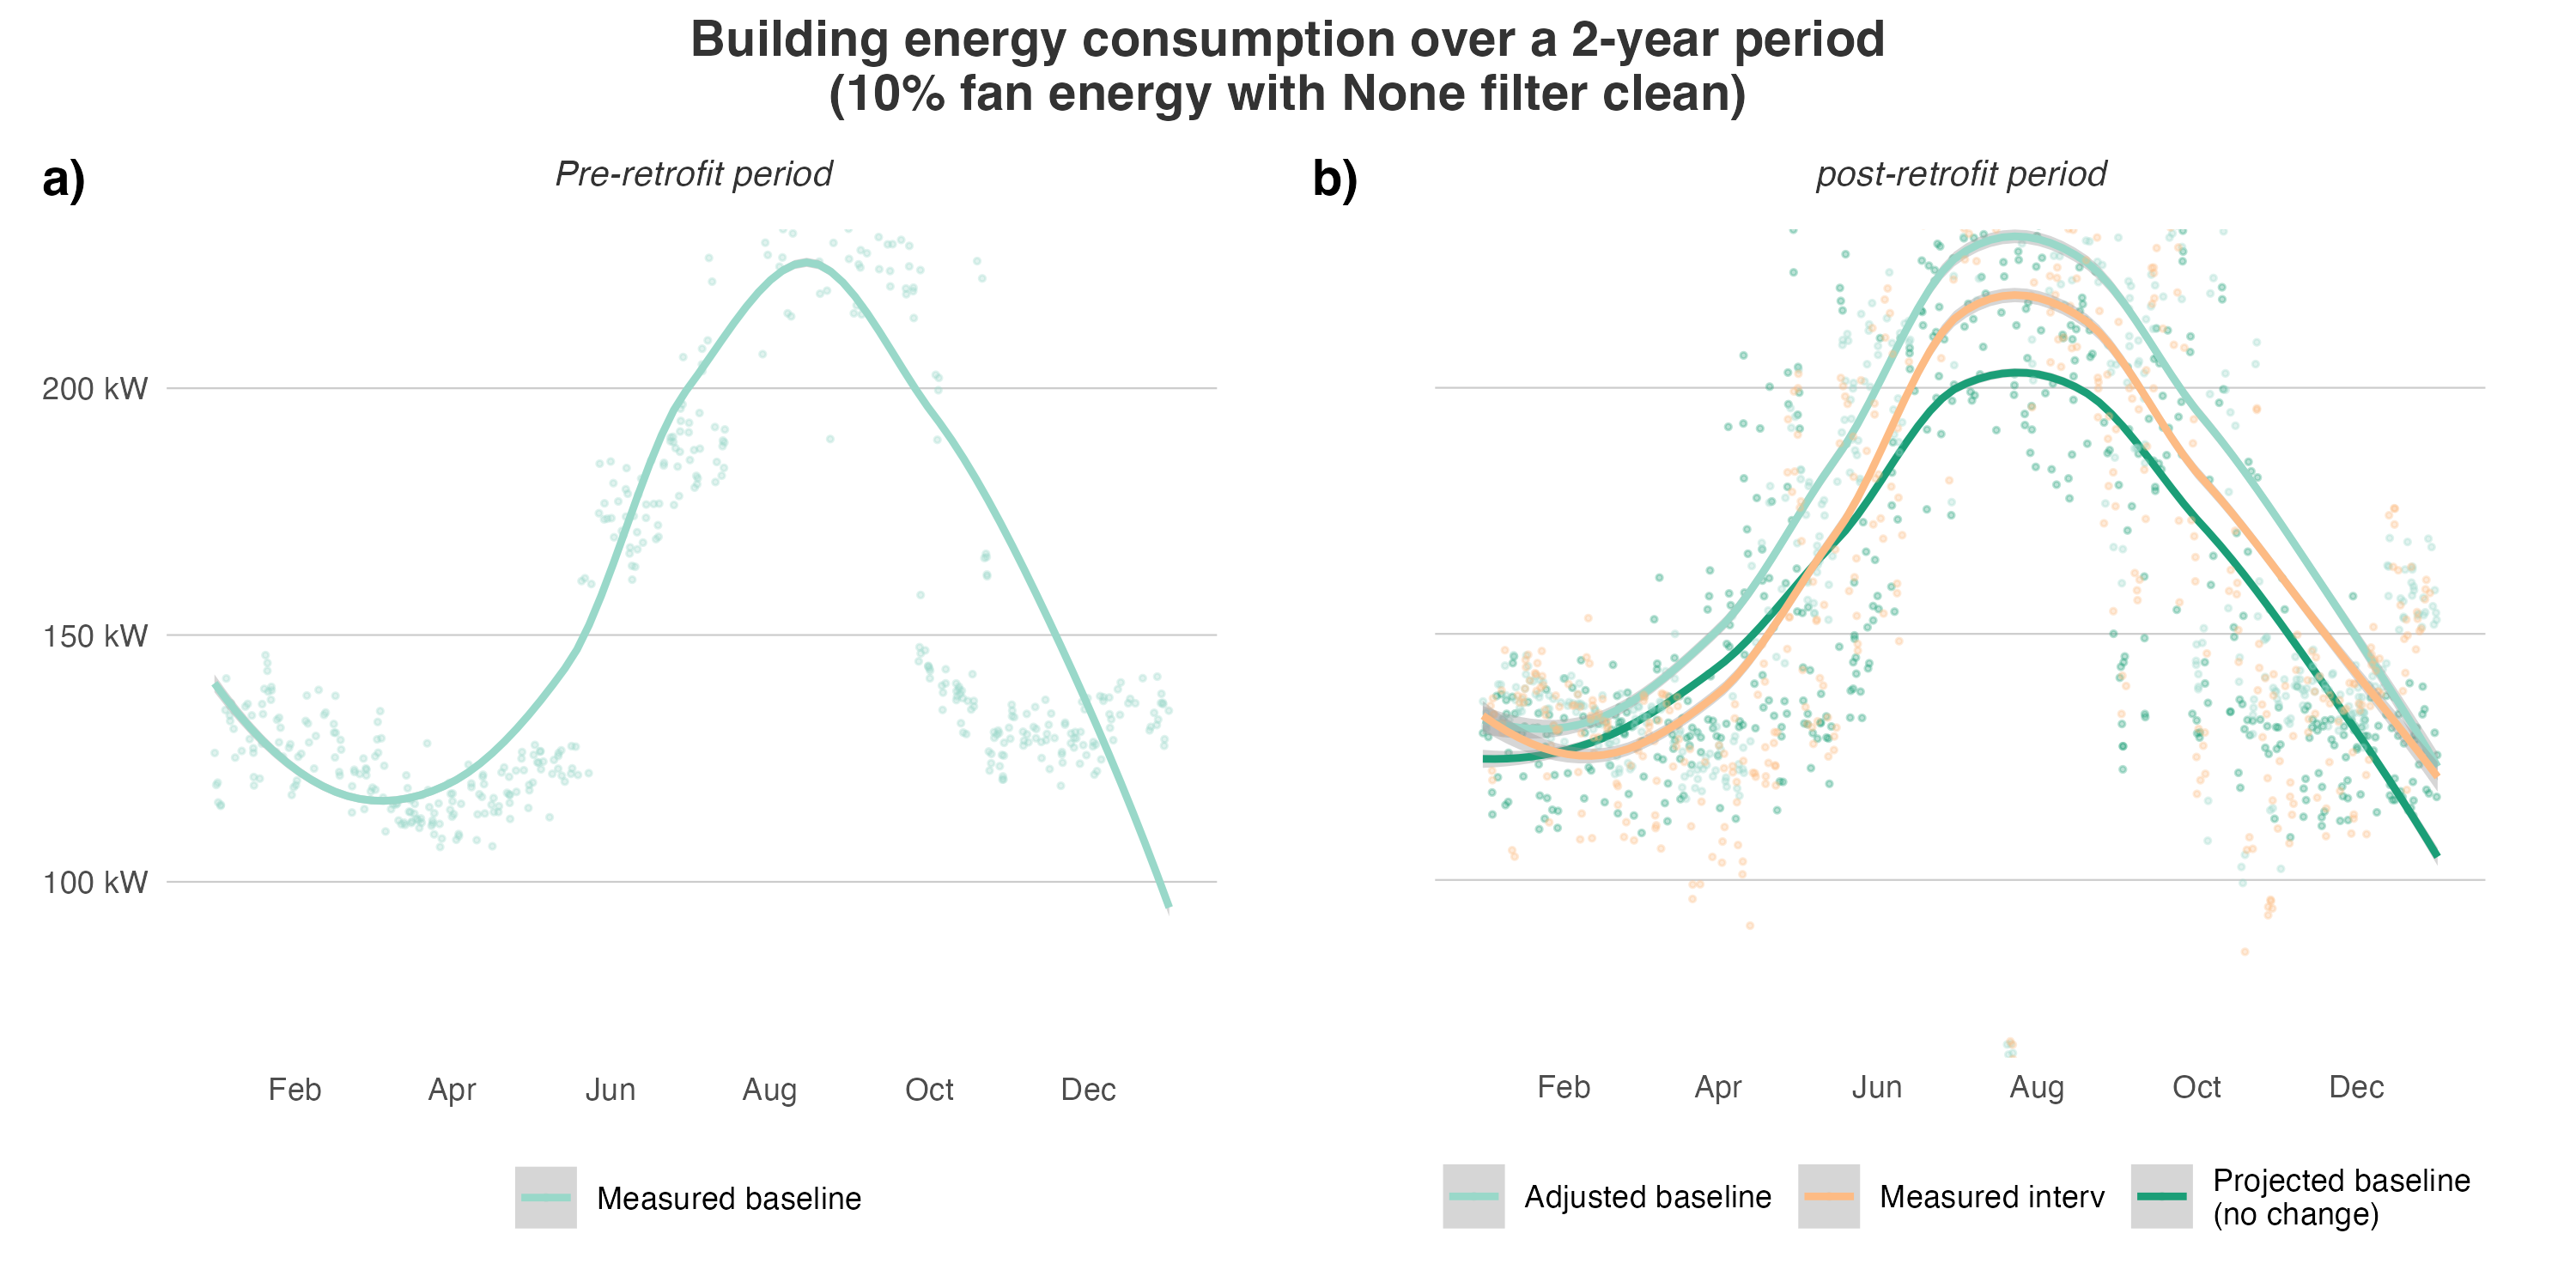 Building energy consumption over a 2-year period
(10% fan energy with None filter clean)
a)
Pre-retrofit period
200 kW
150 kW
100 kW
Feb Apr Jun Aug Oct Dec
Measured baseline
b)
post-retrofit period
Feb Apr Jun Aug Oct Dec
Adjusted baseline
Measured interv
Projected baseline
(no change)